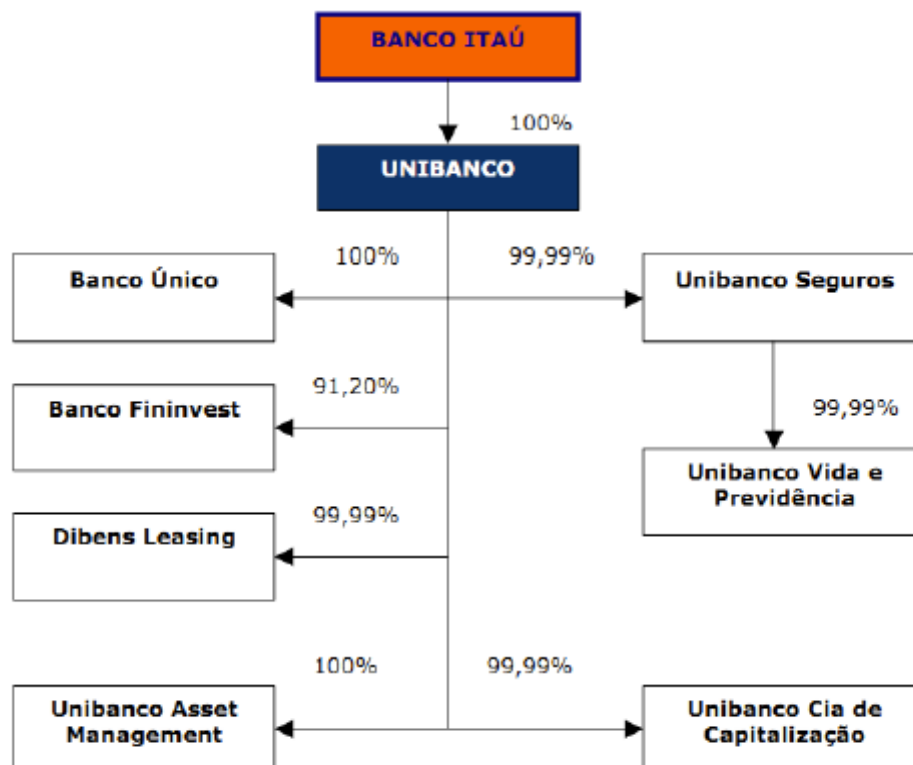 BANCO ITAÚ
100%
UNIBANCO
100%
99,99%
Banco Único
Unibanco Seguros
91,20%
Banco Fininvest
99,99%
Unibanco Vida e
Previdência
99,99%
Dibens Leasing
100%
99,99%
Unibanco Asset
Management
Unibanco Cia de
Capitalização